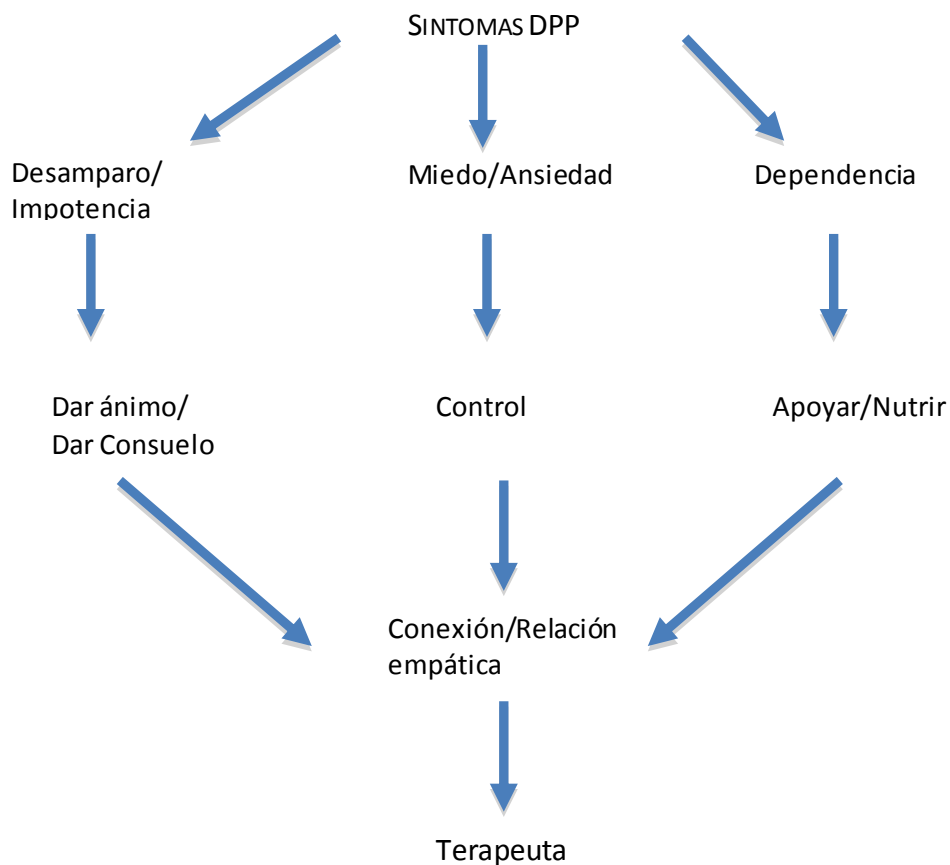 SINTOMAS DPP
Desamparo/
Impotencia
Miedo/Ansiedad
Dependencia
Dar ánimo/
Dar Consuelo
Control
Apoyar/Nutrir
Conexión/Relación
empática
Terapeuta